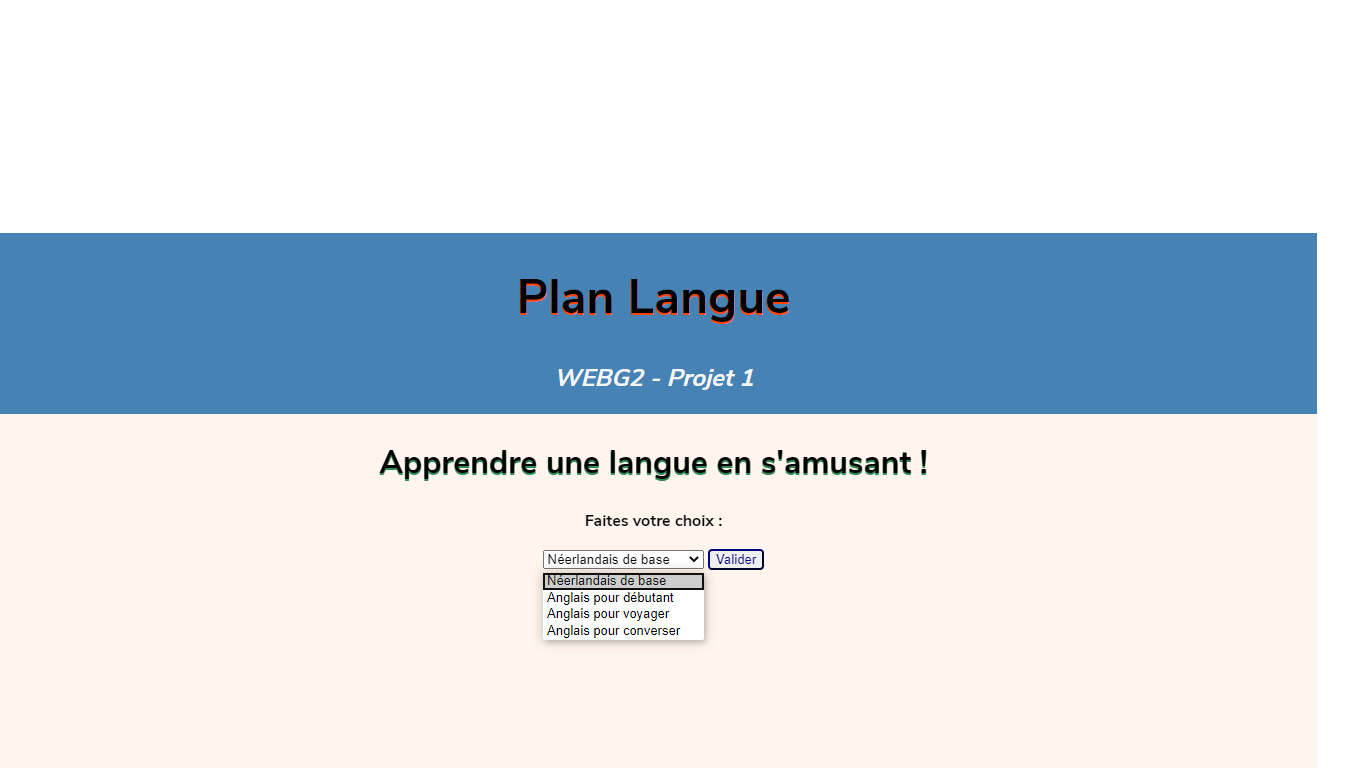 Plan Langue
WEBG2 - Projet 1
Apprendre une langue en s'amusant !
Faites votre choix :
Néerlandais de base Valider
Néerlandais de base
Anglais pour débutant
Anglais pour voyager
Anglais pour converser